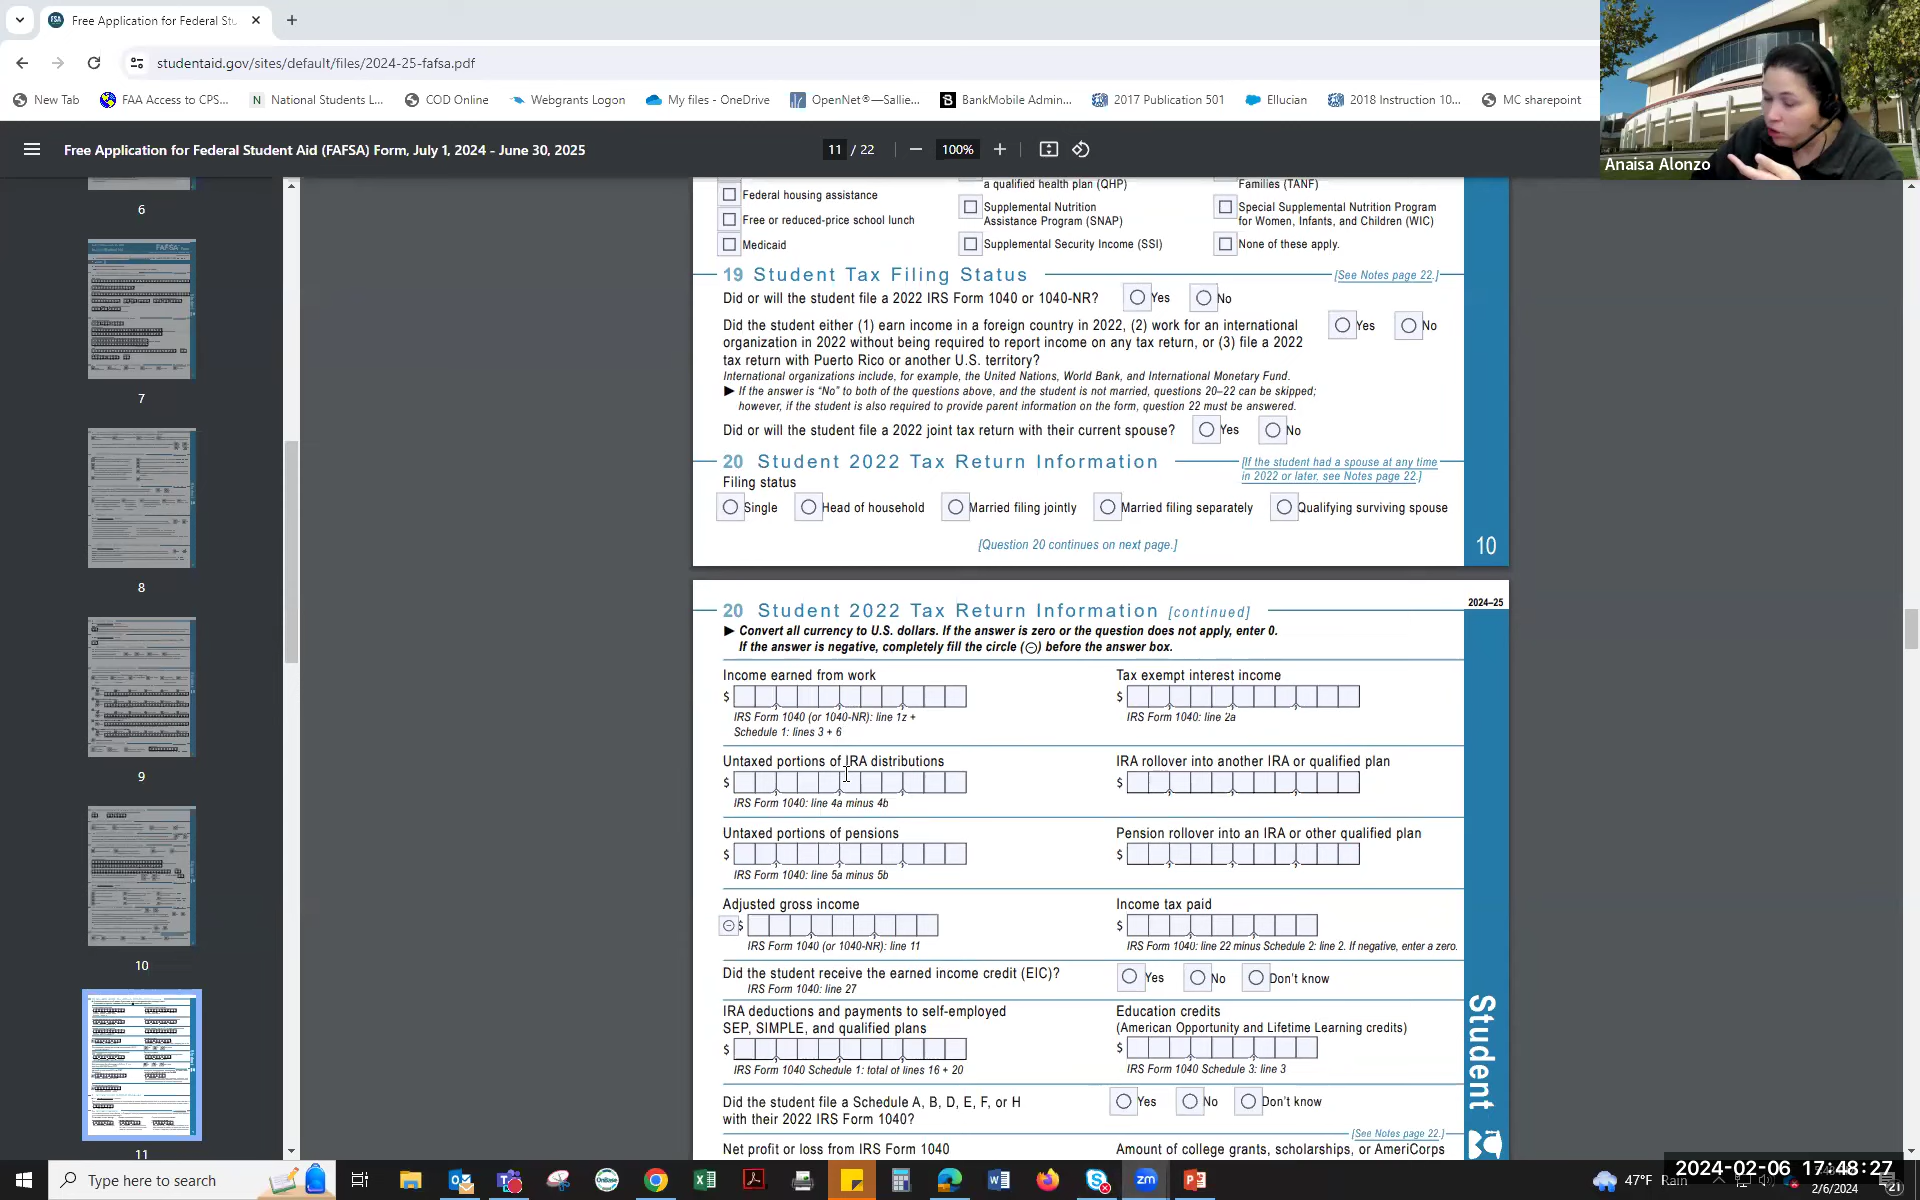 Free Application for Federal Stu
studentaid.gov/sites/default/files/2024-25-fafsa.pdf
New Tab
FAA Access to CPS...
National Students L...
COD Online
Webgrants Logon
My files - OneDrive
OpenNet®—Sallie...
BankMobile Admin...
2017 Publication 501
Ellucian
2018 Instruction 10...
MC sharepoint
Anaisa Alonzo
Free Application for Federal Student Aid (FAFSA) Form, July 1, 2024 - June 30, 2025
11 / 22
100%
6
7
8
9
10
11
a qualified health plan (QHP)
Families (TANF)
Federal housing assistance
Supplemental Nutrition
Assistance Program (SNAP)
Special Supplemental Nutrition Program
for Women, Infants, and Children (WIC)
Free or reduced-price school lunch
Medicaid
Supplemental Security Income (SSI)
None of these apply.
19 Student Tax Filing Status
[See Notes page 22.]
Did or will the student file a 2022 IRS Form 1040 or 1040-NR? Yes No
Did the student either (1) earn income in a foreign country in 2022, (2) work for an international
organization in 2022 without being required to report income on any tax return, or (3) file a 2022
tax return with Puerto Rico or another U.S. territory?
Yes No
International organizations include, for example, the United Nations, World Bank, and International Monetary Fund.
▶ If the answer is “No” to both of the questions above, and the student is not married, questions 20–22 can be skipped;
however, if the student is also required to provide parent information on the form, question 22 must be answered.
Did or will the student file a 2022 joint tax return with their current spouse? Yes No
20 Student 2022 Tax Return Information
[If the student had a spouse at any time
in 2022 or later, see Notes page 22.]
Filing status
Single Head of household Married filing jointly Married filing separately Qualifying surviving spouse
[Question 20 continues on next page.]
10
2024–25
20 Student 2022 Tax Return Information [continued]
▶ Convert all currency to U.S. dollars. If the answer is zero or the question does not apply, enter 0.
If the answer is negative, completely fill the circle (⊖) before the answer box.
Income earned from work
$
IRS Form 1040 (or 1040-NR): line 1z +
Schedule 1: lines 3 + 6
Tax exempt interest income
$
IRS Form 1040: line 2a
Untaxed portions of IRA distributions
$
IRS Form 1040: line 4a minus 4b
IRA rollover into another IRA or qualified plan
$
Untaxed portions of pensions
$
IRS Form 1040: line 5a minus 5b
Pension rollover into an IRA or other qualified plan
$
Adjusted gross income
$
IRS Form 1040 (or 1040-NR): line 11
Income tax paid
$
IRS Form 1040: line 22 minus Schedule 2: line 2. If negative, enter a zero.
Did the student receive the earned income credit (EIC)?
IRS Form 1040: line 27
Yes No Don't know
IRA deductions and payments to self-employed
SEP, SIMPLE, and qualified plans
$
IRS Form 1040 Schedule 1: total of lines 16 + 20
Education credits
(American Opportunity and Lifetime Learning credits)
$
IRS Form 1040 Schedule 3: line 3
Did the student file a Schedule A, B, D, E, F, or H
with their 2022 IRS Form 1040?
Yes No Don't know
[See Notes page 22.]
Net profit or loss from IRS Form 1040
Amount of college grants, scholarships, or AmeriCorps
Student
Type here to search
47°F Rain
2024-02-06 17:48:27
2/6/2024
21